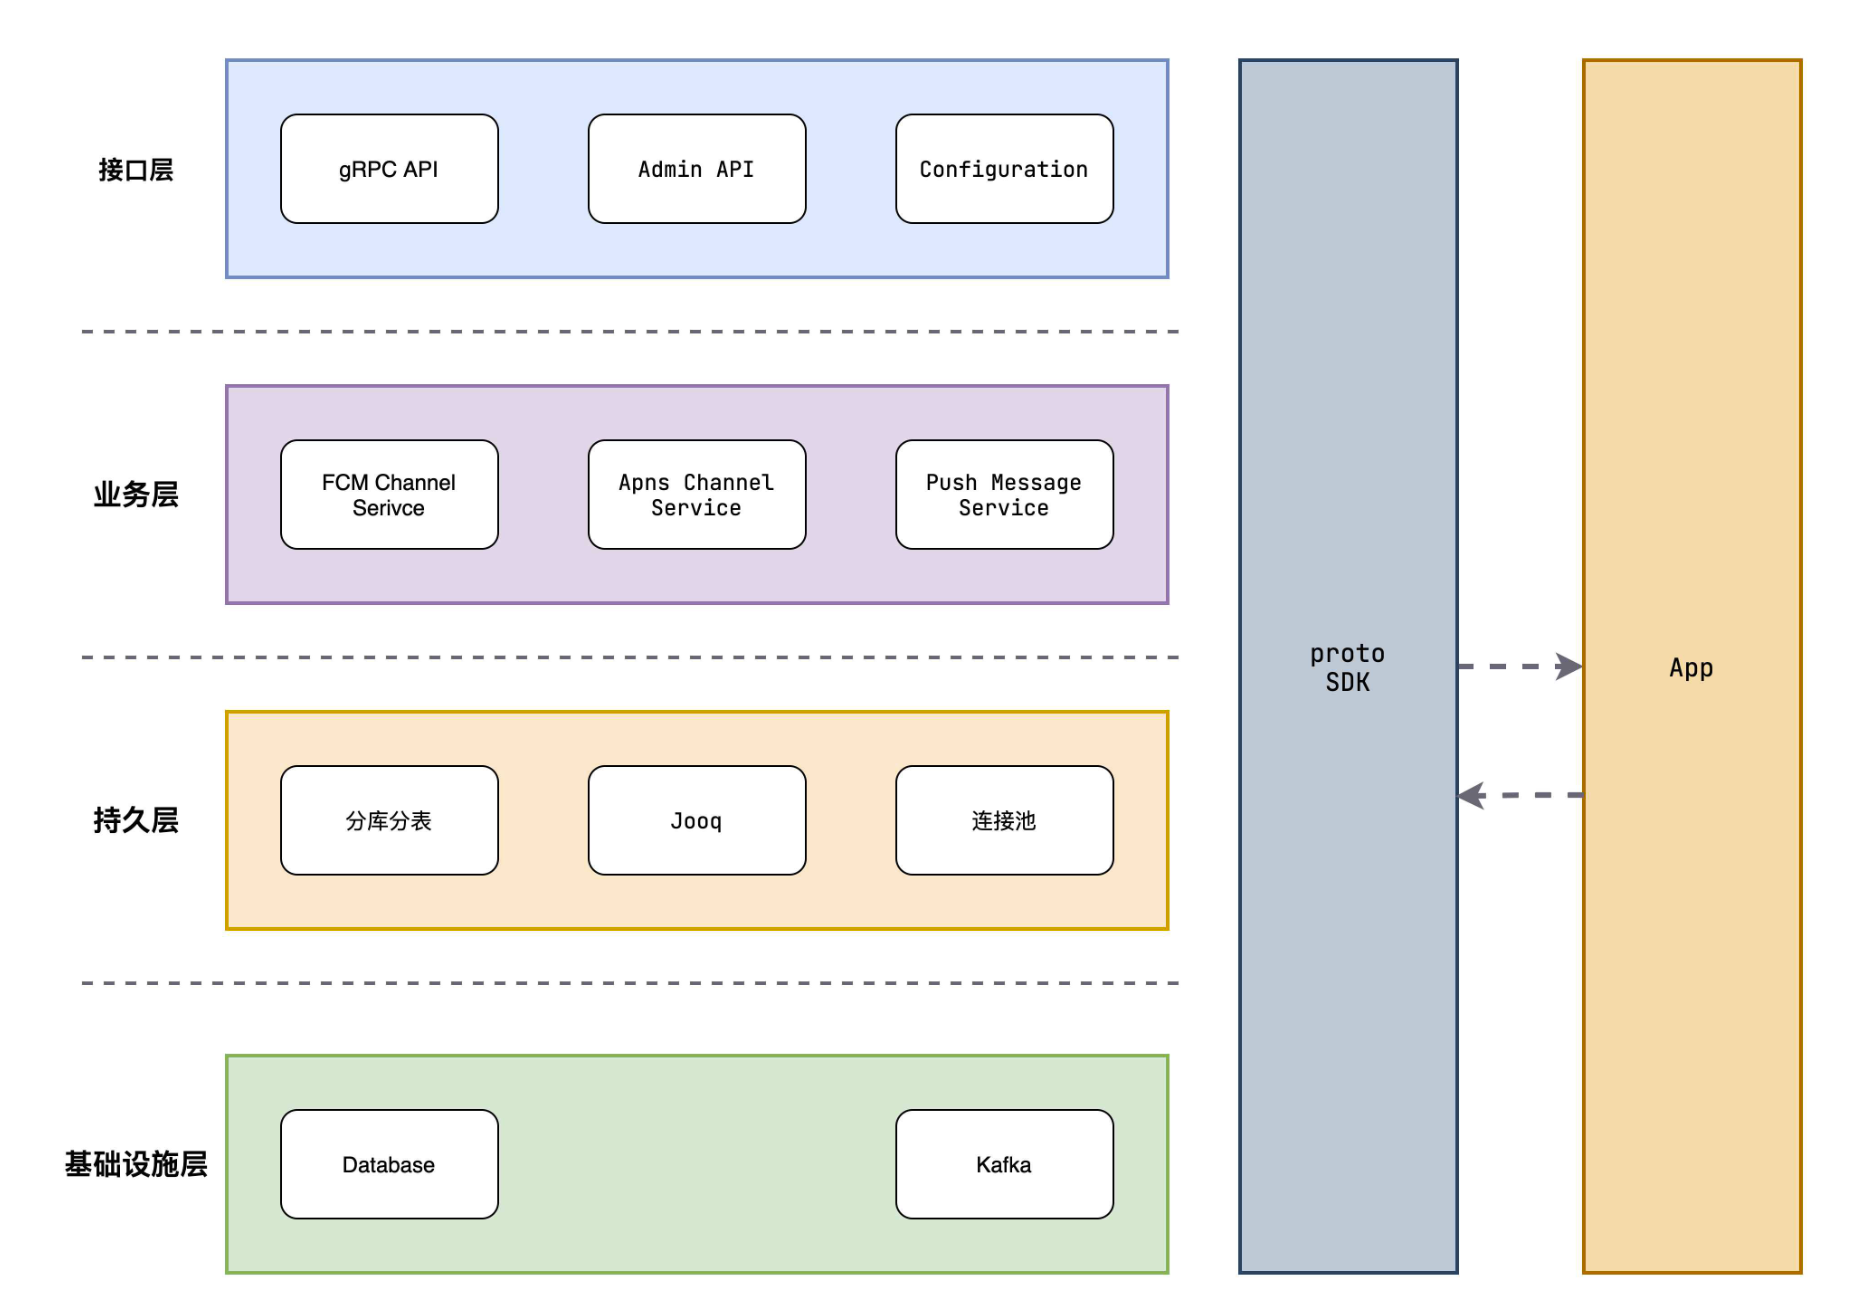 接口层
gRPC API
Admin API
Configuration
业务层
FCM Channel
Serivce
Apns Channel
Service
Push Message
Service
持久层
分库分表
Jooq
连接池
基础设施层
Database
Kafka
proto
SDK
App